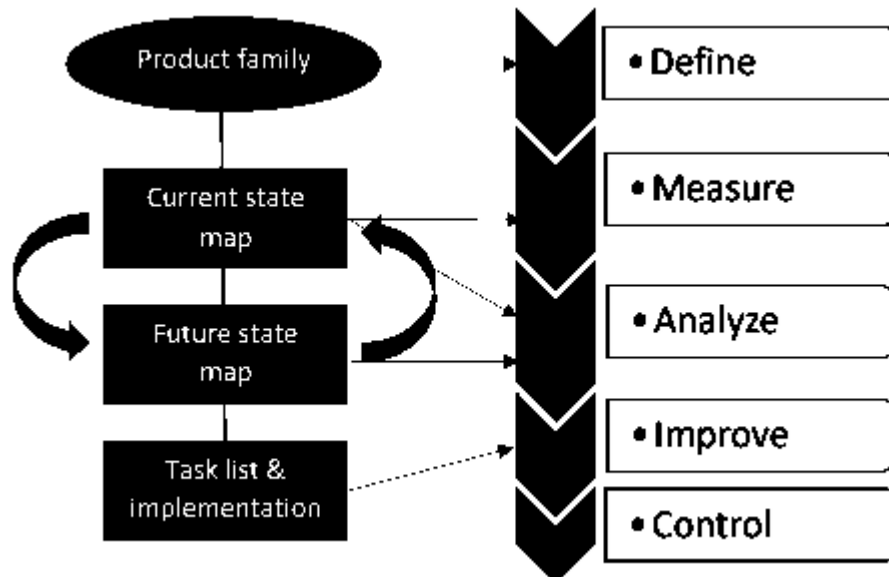 Product family
Current state
map
Future state
map
Task list &
implementation
• Define
• Measure
• Analyze
• Improve
• Control